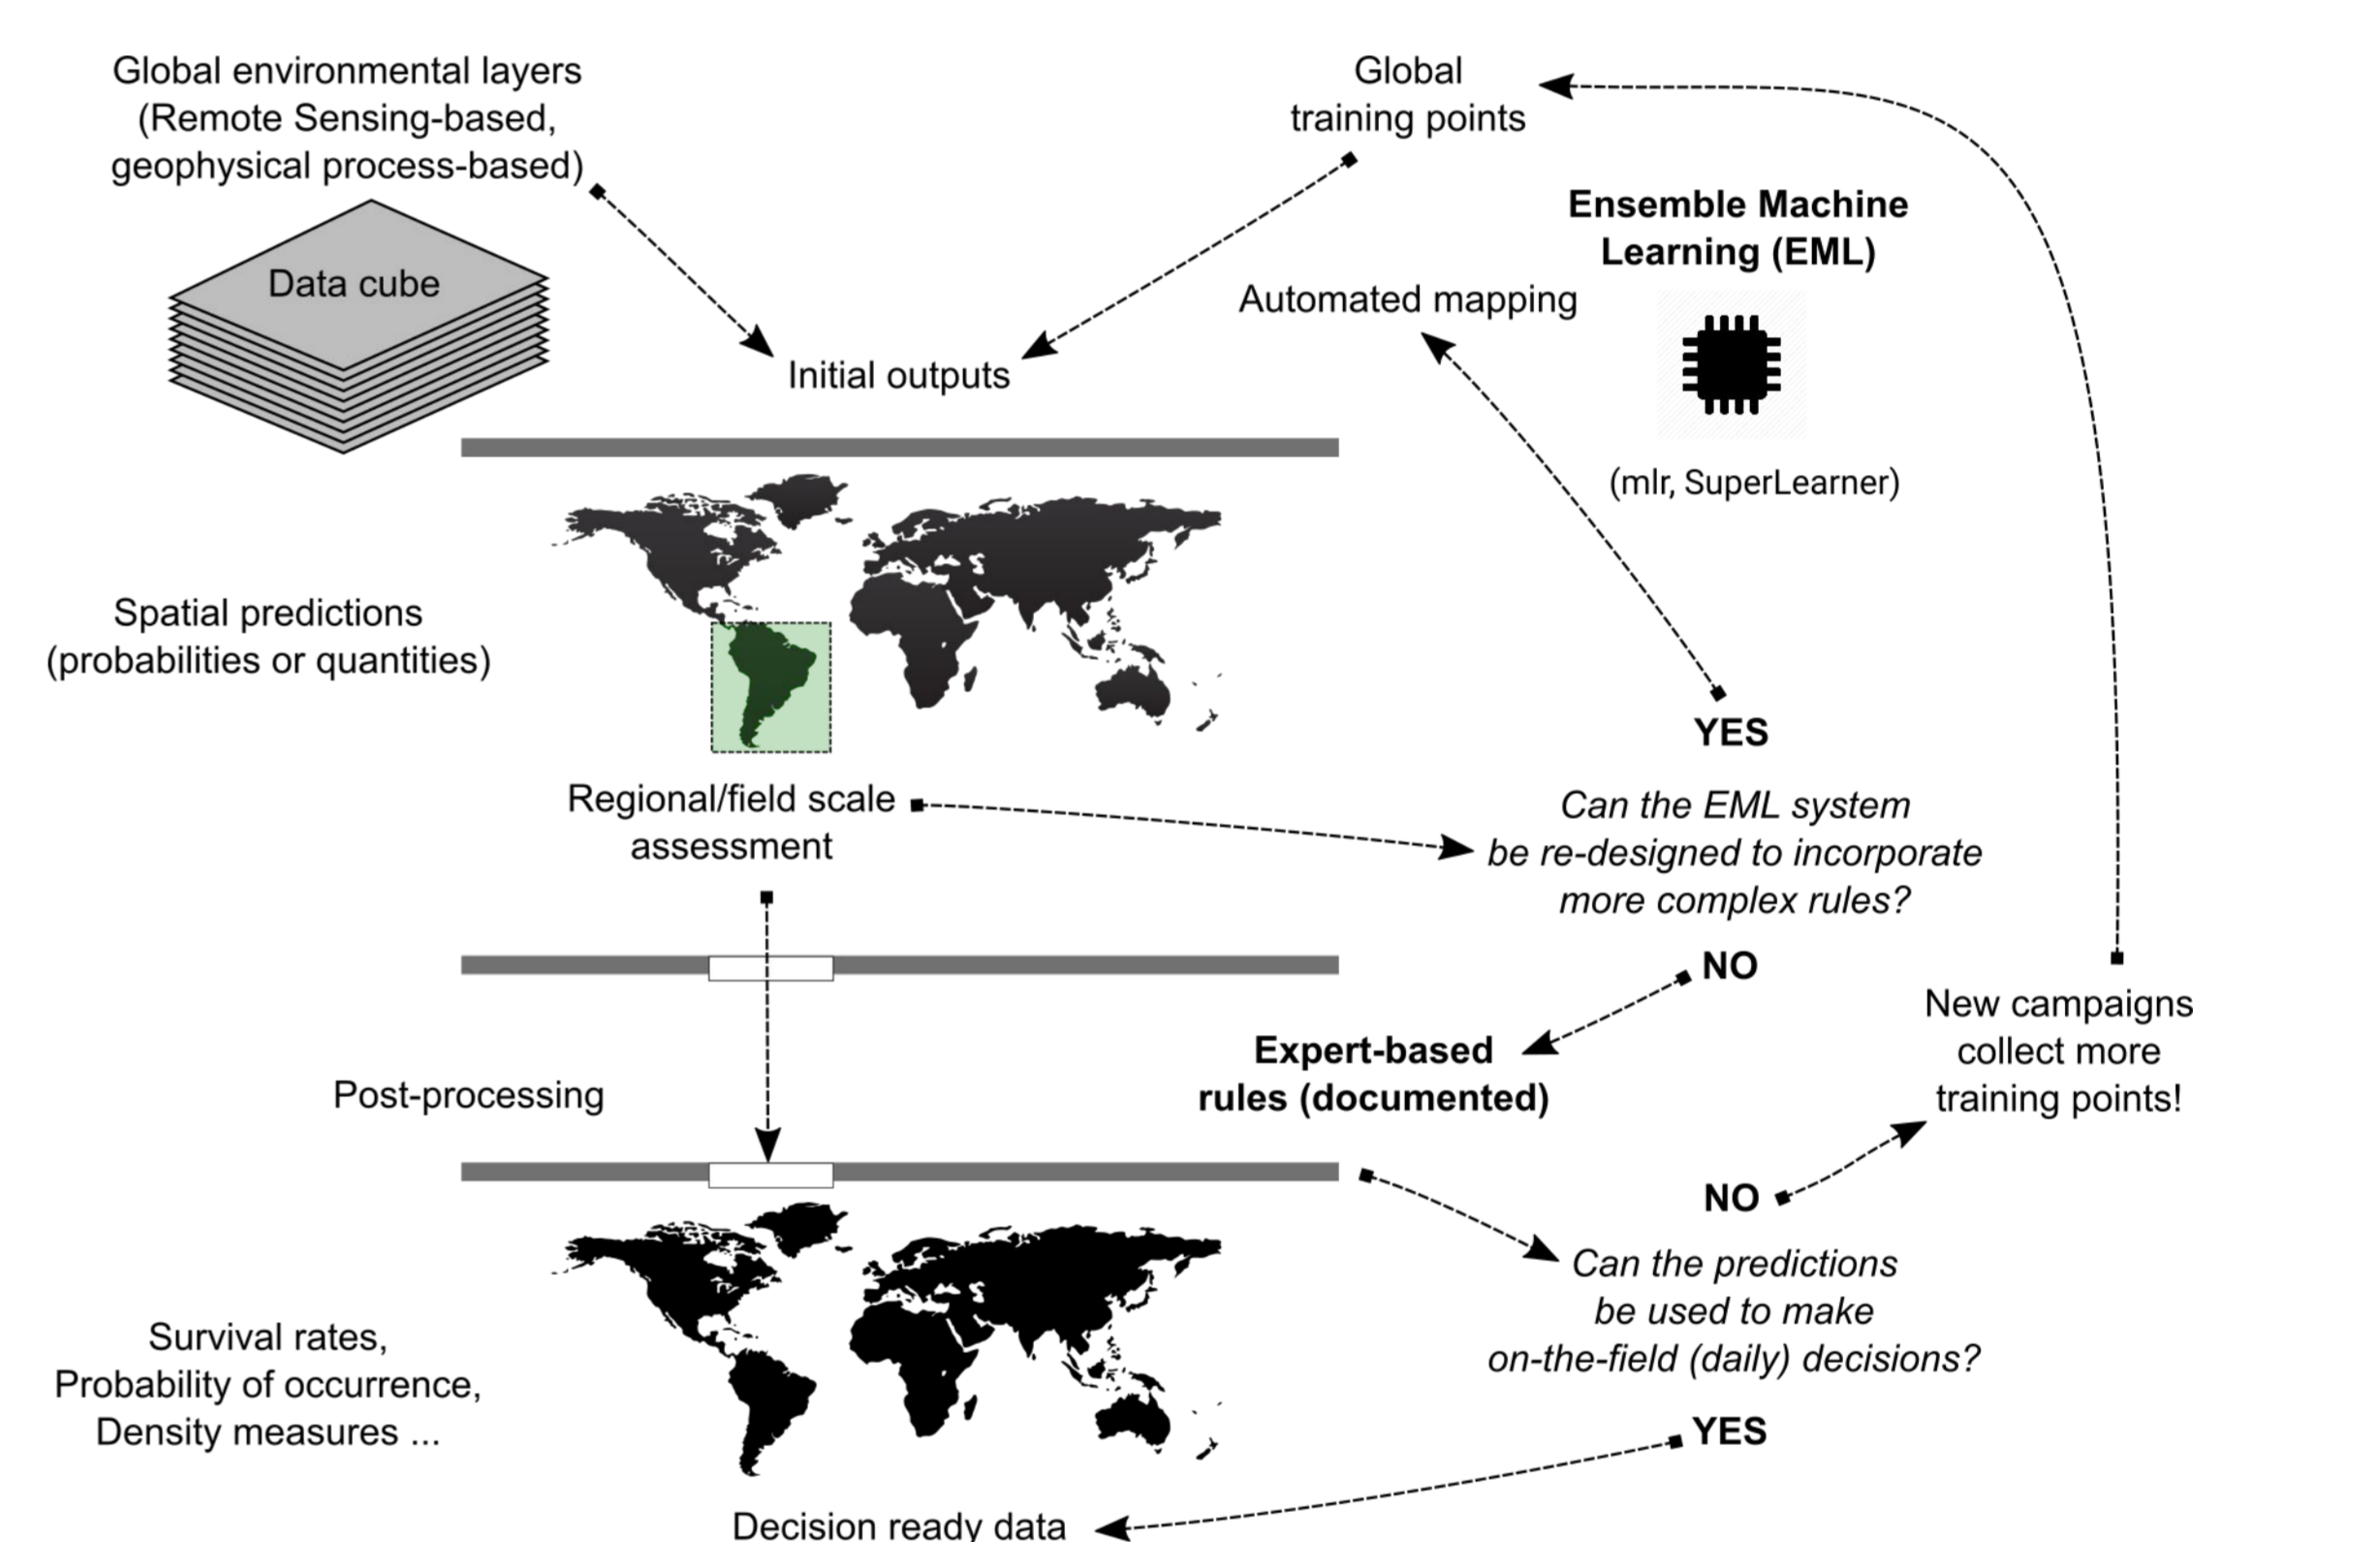 Global environmental layers
(Remote Sensing-based,
geophysical process-based)
Data cube
Global
training points
Ensemble Machine
Learning (EML)
Automated mapping
(mlr, SuperLearner)
Initial outputs
Spatial predictions
(probabilities or quantities)
Regional/field scale
assessment
YES
Can the EML system
be re-designed to incorporate
more complex rules?
NO
Expert-based
rules (documented)
New campaigns
collect more
training points!
Post-processing
NO
Can the predictions
be used to make
on-the-field (daily) decisions?
YES
Survival rates,
Probability of occurrence,
Density measures ...
Decision ready data